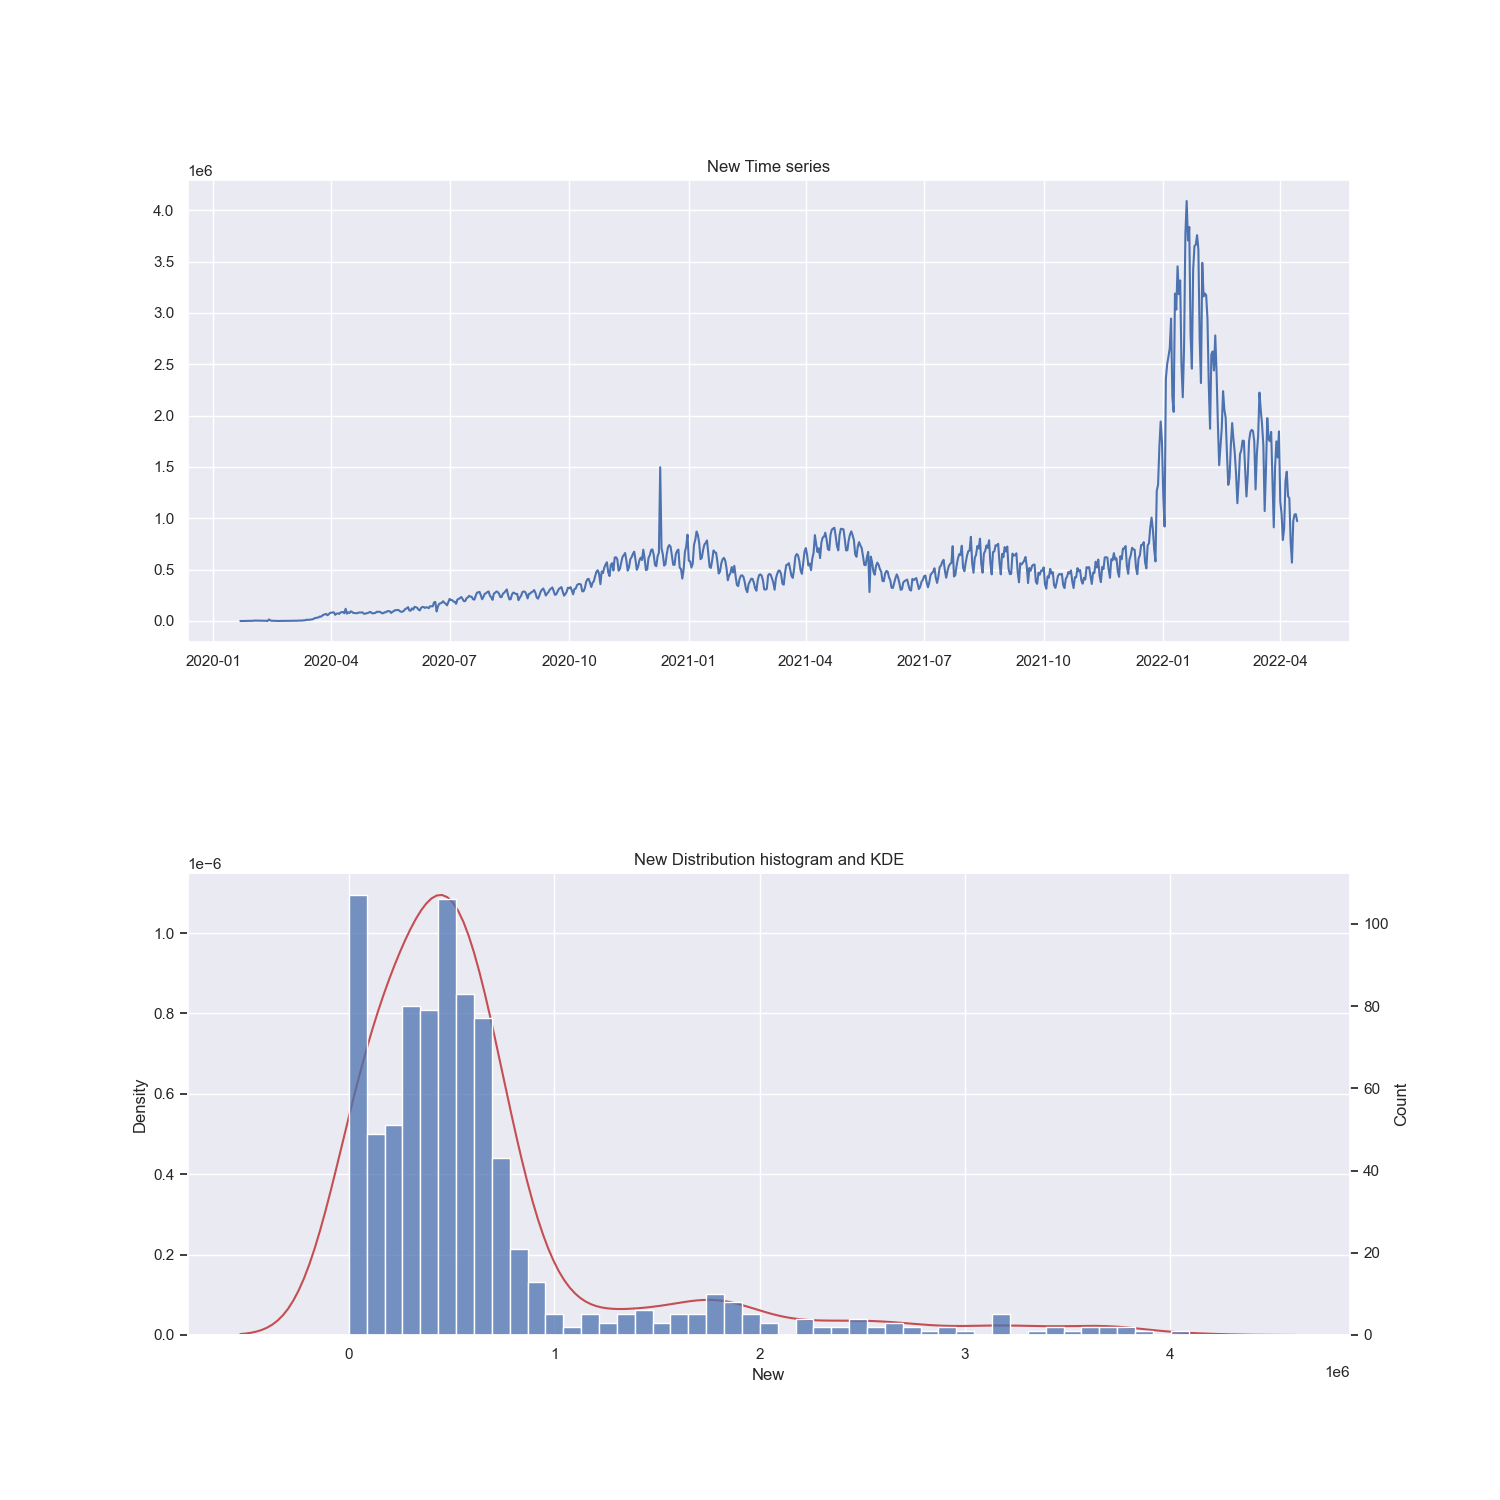 New Time series
1e6
4.0
3.5
3.0
2.5
2.0
1.5
1.0
0.5
0.0
2020-01 2020-04 2020-07 2020-10 2021-01 2021-04 2021-07 2021-10 2022-01 2022-04
New Distribution histogram and KDE
1e−6
1.0
0.8
0.6
0.4
0.2
0.0
Density
100
80
60
40
20
0
Count
0 1 2 3 4
1e6
New